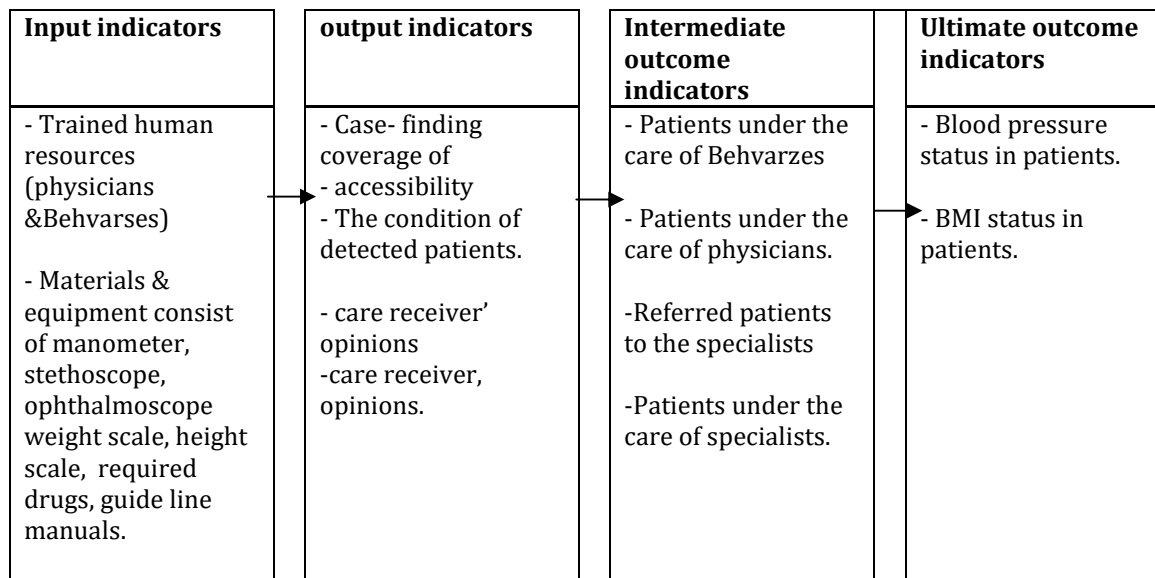 Input indicators
- Trained human
resources
(physicians
&Behvarses)
- Materials &
equipment consist
of manometer,
stethoscope,
ophthalmoscope
weight scale, height
scale, required
drugs, guide line
manuals.
output indicators
- Case- finding
coverage of
- accessibility
- The condition of
detected patients.
- care receiver’
opinions
-care receiver,
opinions.
Intermediate
outcome
indicators
- Patients under the
care of Behvarzes
- Patients under the
care of physicians.
-Referred patients
to the specialists
-Patients under the
care of specialists.
Ultimate outcome
indicators
- Blood pressure
status in patients.
- BMI status in
patients.